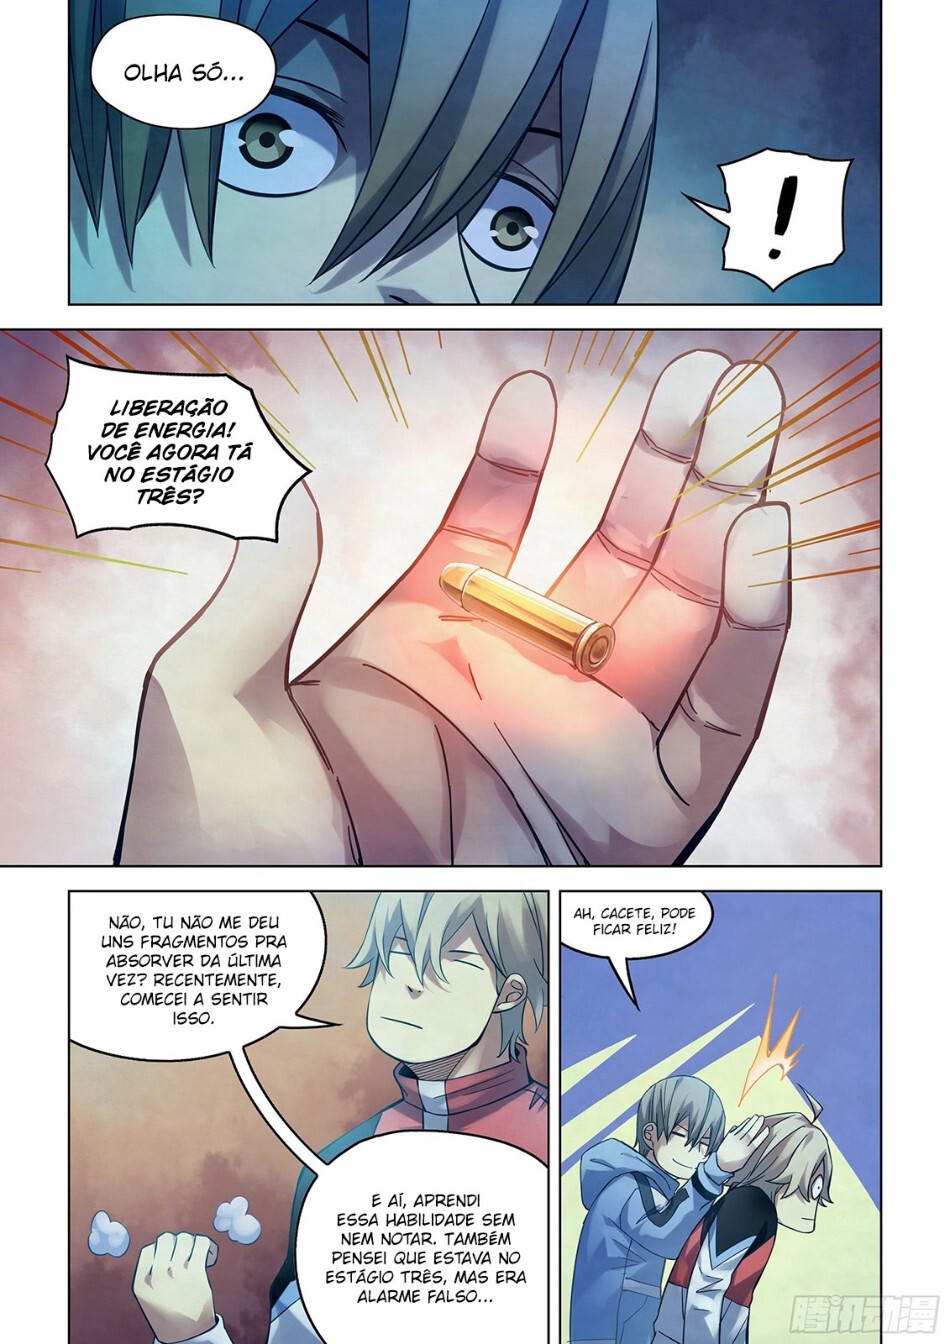 OLHA SÓ...
!
LIBERAÇÃO
DE ENERGIA!
VOCÊ AGORA TÁ
NO ESTÁGIO
TRÊS?
NÃO, TU NÃO ME DEU
UNS FRAGMENTOS PRA
ABSORVER DA ÚLTIMA
VEZ? RECENTEMENTE,
COMECEI A SENTIR
ISSO.
AH, CACETE, PODE
FICAR FELIZ!
E AÍ, APRENDI
ESSA HABILIDADE SEM
NEM NOTAR. TAMBÉM
PENSEI QUE ESTAVA NO
ESTÁGIO TRÊS, MAS ERA
ALARME FALSO...
腾讯动漫